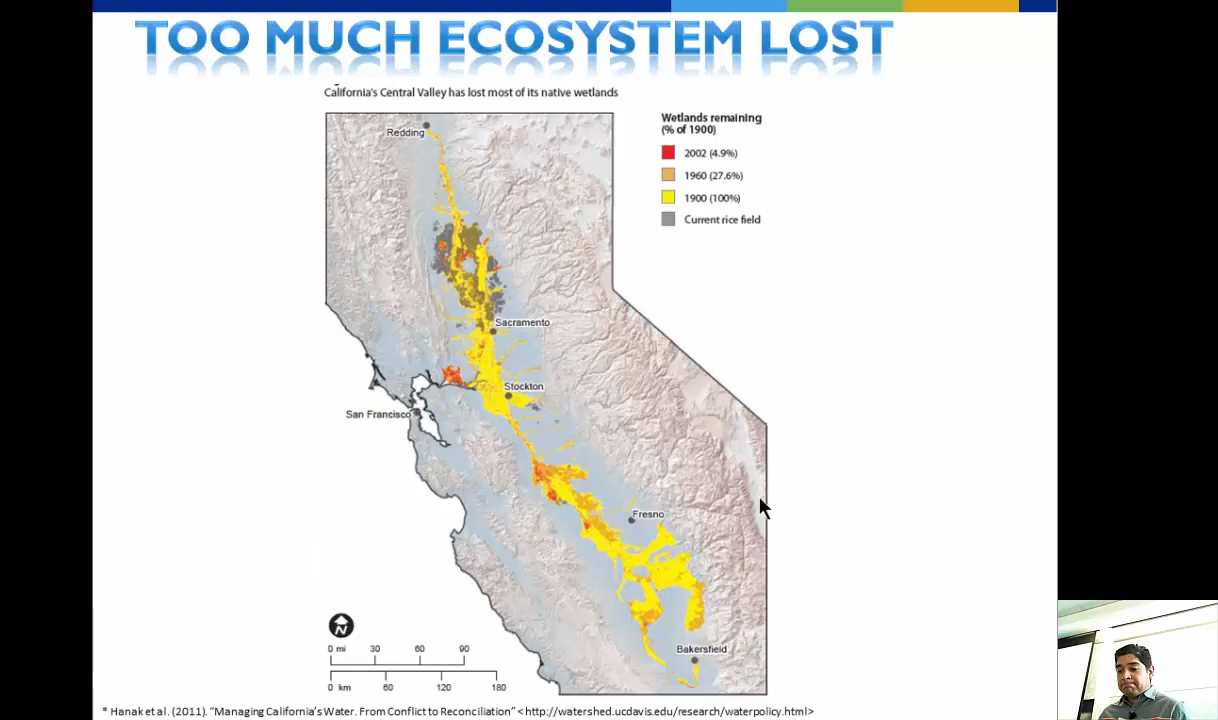 TOO MUCH ECOSYSTEM LOST
California's Central Valley has lost most of its native wetlands
Wetlands remaining
(% of 1900)
2002 (4.9%)
1960 (27.6%)
1900 (100%)
Current rice field
Redding
Sacramento
Stockton
San Francisco
Fresno
Bakersfield
N
0 mi 30 60 90
0 km 60 120 180
* Hanak et al. (2011). “Managing California’s Water. From Conflict to Reconciliation” <http://watershed.ucdavis.edu/research/waterpolicy.html>